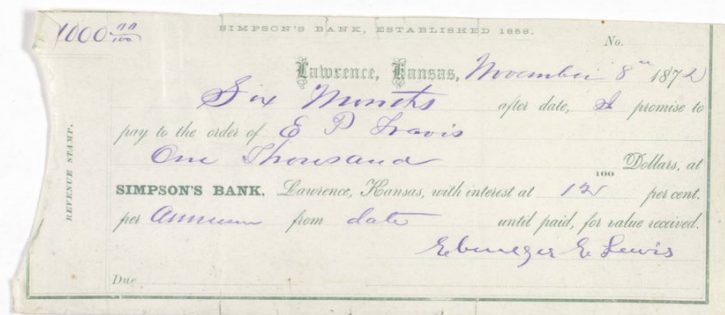 SIMPSON'S BANK, ESTABLISHED 1858.
1000 00/100
No.
Lawrence, Kansas, November 8th 1872
Six Months after date, I promise to
pay to the order of E P Travis
One Thousand
100 Dollars, at
SIMPSON'S BANK. Lawrence, Kansas, with interest at 12 per cent.
per annum from date until paid, for value received.
Ebenezer E Lewis
Due
REVENUE STAMP.